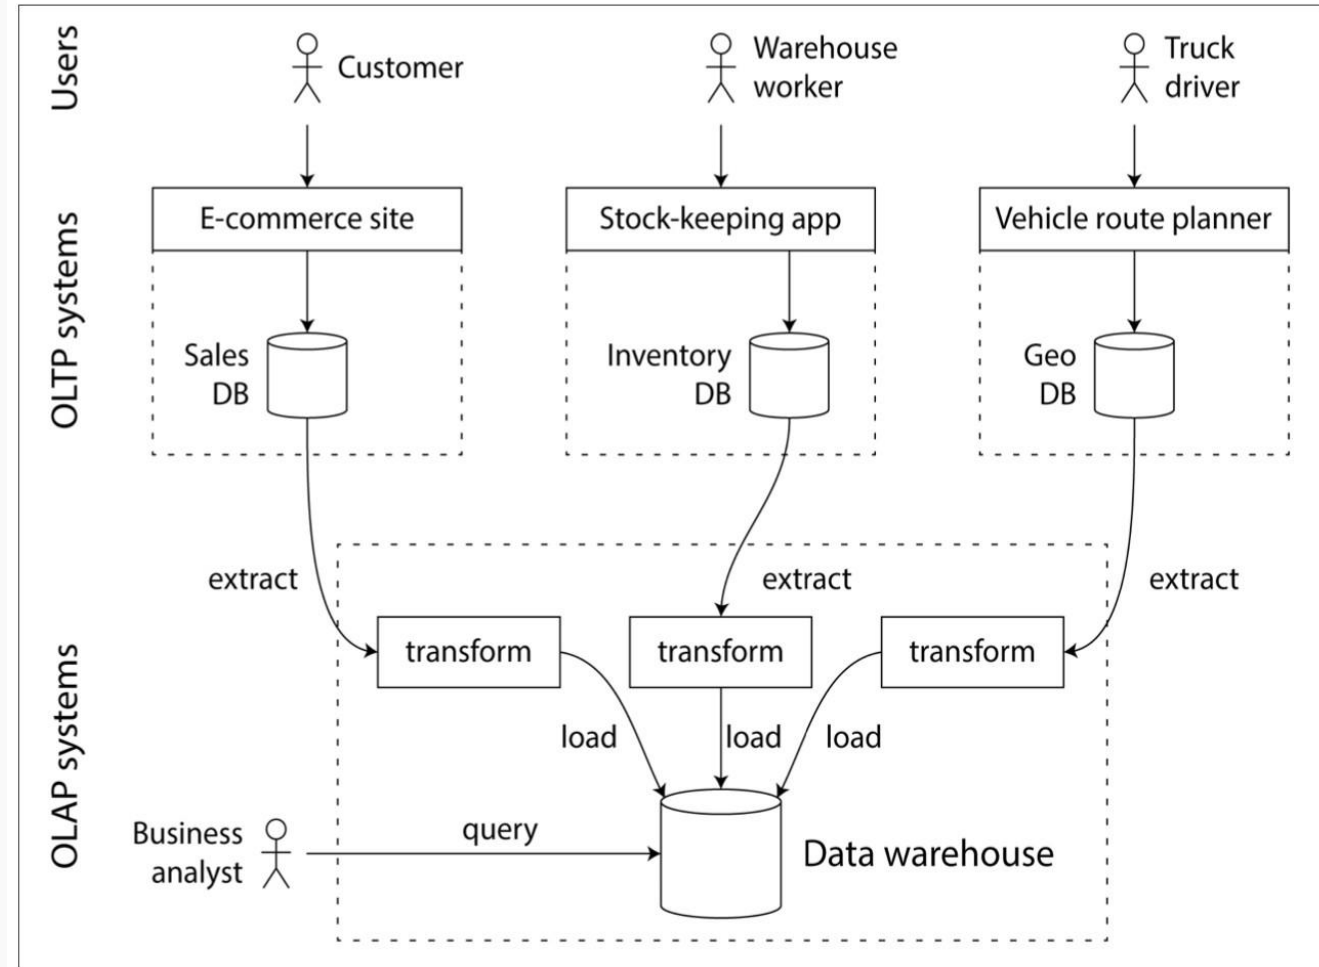 Users
Customer
Warehouse
worker
Truck
driver
OLTP systems
E-commerce site
Stock-keeping app
Vehicle route planner
Sales
DB
Inventory
DB
Geo
DB
extract
extract
extract
OLAP systems
transform
transform
transform
load
load
load
Business
analyst
query
Data warehouse